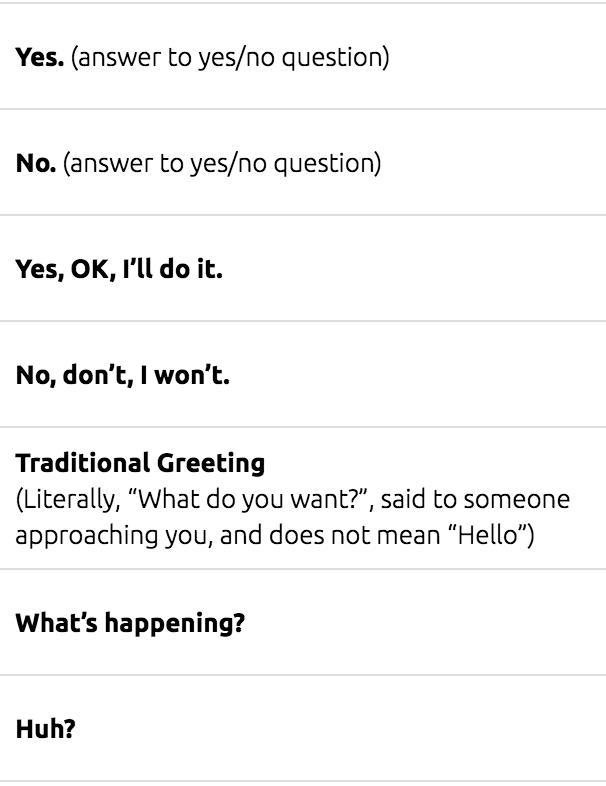 Yes. (answer to yes/no question)
No. (answer to yes/no question)
Yes, OK, I’ll do it.
No, don’t, I won’t.
Traditional Greeting
(Literally, “What do you want?”, said to someone
approaching you, and does not mean “Hello”)
What’s happening?
Huh?